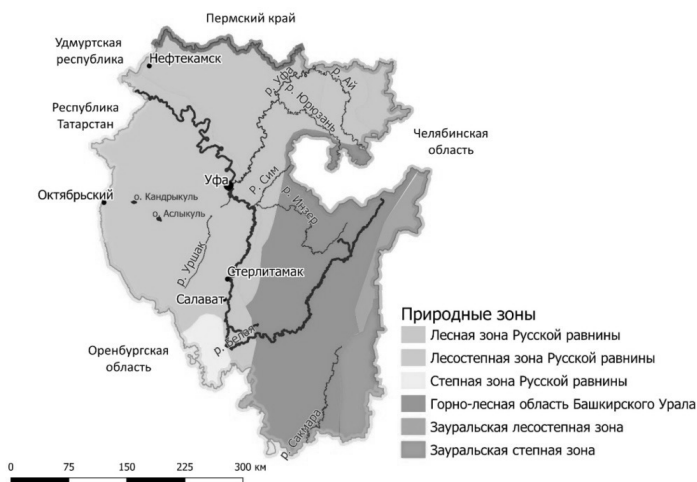 Пермский край
Удмуртская
республика
Нефтекамск
р. Уфа
р. Ай
р. Юрюзань
Республика
Татарстан
Челябинская
область
Уфа
р. Сим
р. Инзер
Октябрьский
о. Кандрыкуль
о. Аслыкуль
р. Уршак
Стерлитамак
Салават
р. Белая
Оренбургская
область
р. Сакмара
Природные зоны
Лесная зона Русской равнины
Лесостепная зона Русской равнины
Степная зона Русской равнины
Горно-лесная область Башкирского Урала
Зауральская лесостепная зона
Зауральская степная зона
0 75 150 225 300 км